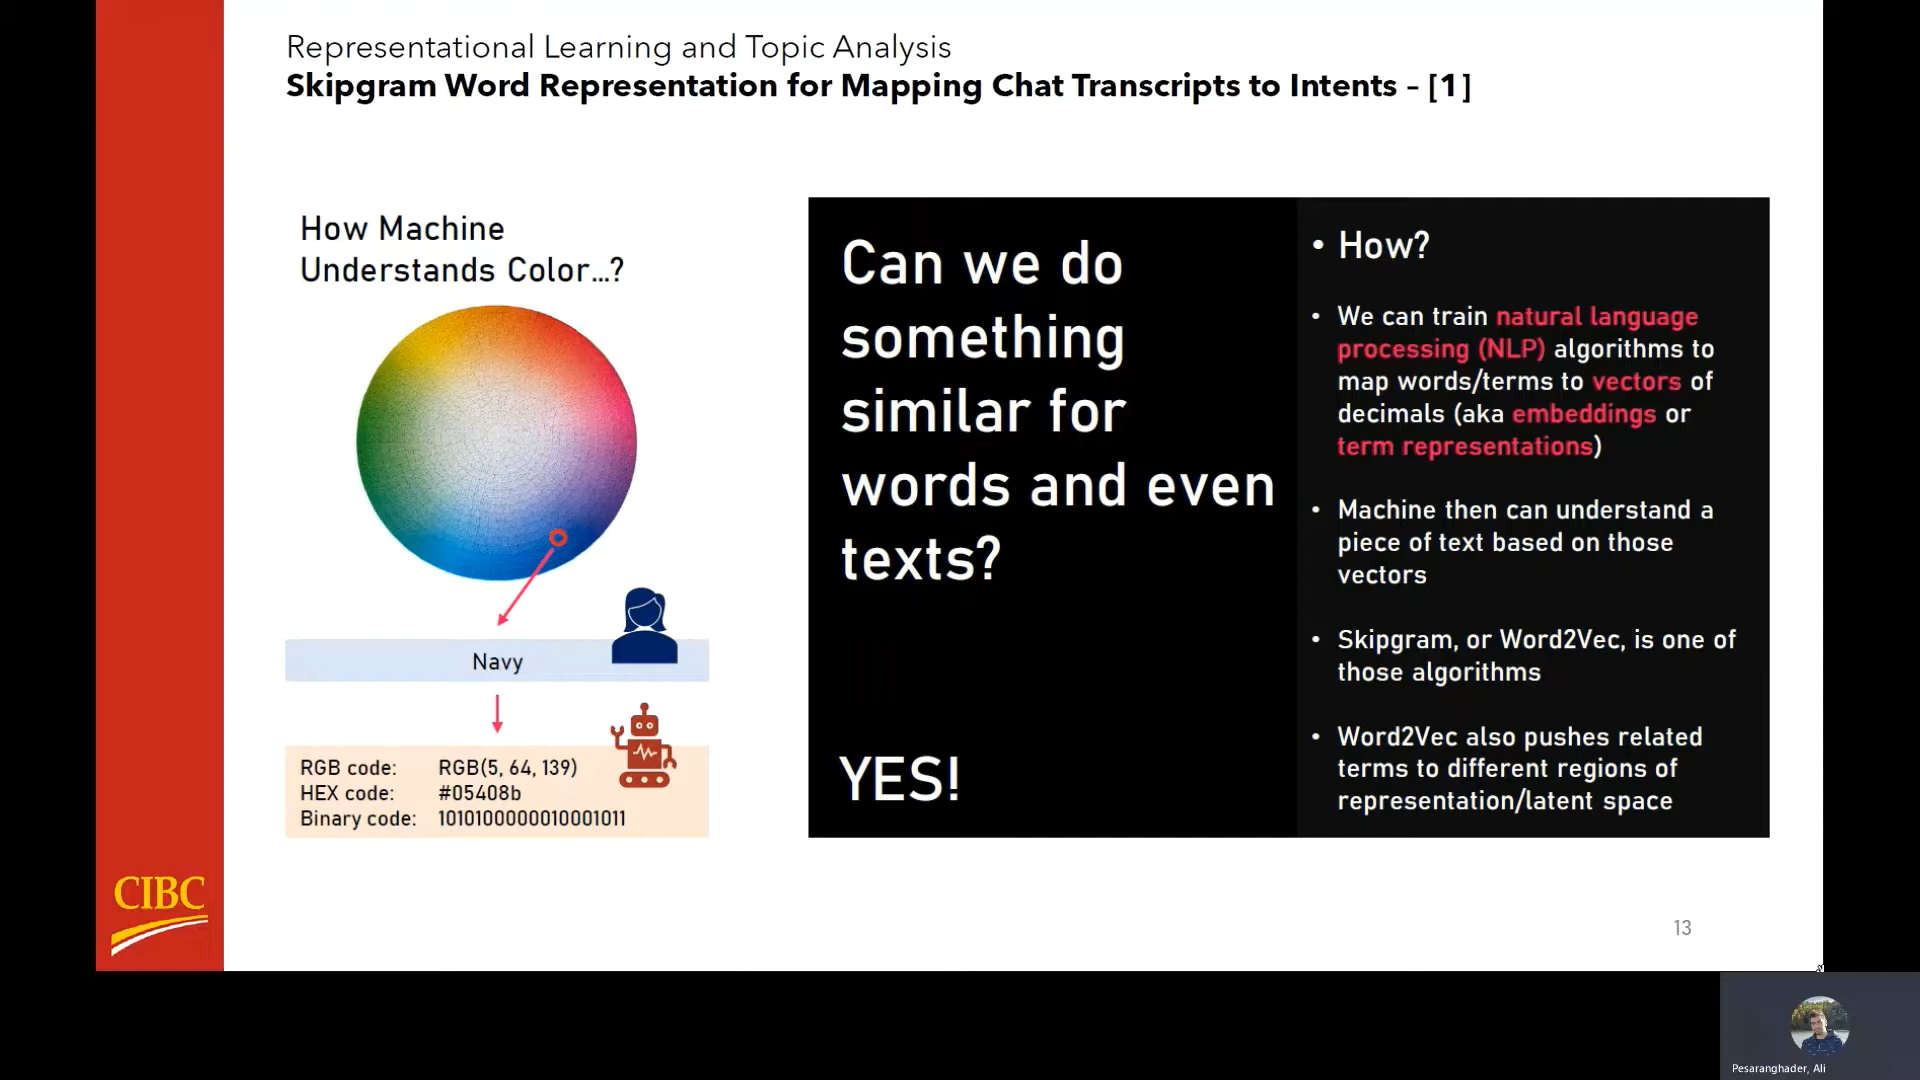 Representational Learning and Topic Analysis
Skipgram Word Representation for Mapping Chat Transcripts to Intents – [1]
How Machine
Understands Color...?
Navy
RGB code: RGB(5, 64, 139)
HEX code: #05408b
Binary code: 1010100000010001011
Can we do
something
similar for
words and even
texts?
YES!
• How?
• We can train natural language
processing (NLP) algorithms to
map words/terms to vectors of
decimals (aka embeddings or
term representations)
• Machine then can understand a
piece of text based on those
vectors
• Skipgram, or Word2Vec, is one of
those algorithms
• Word2Vec also pushes related
terms to different regions of
representation/latent space
CIBC
13
Pesaranghader, Ali